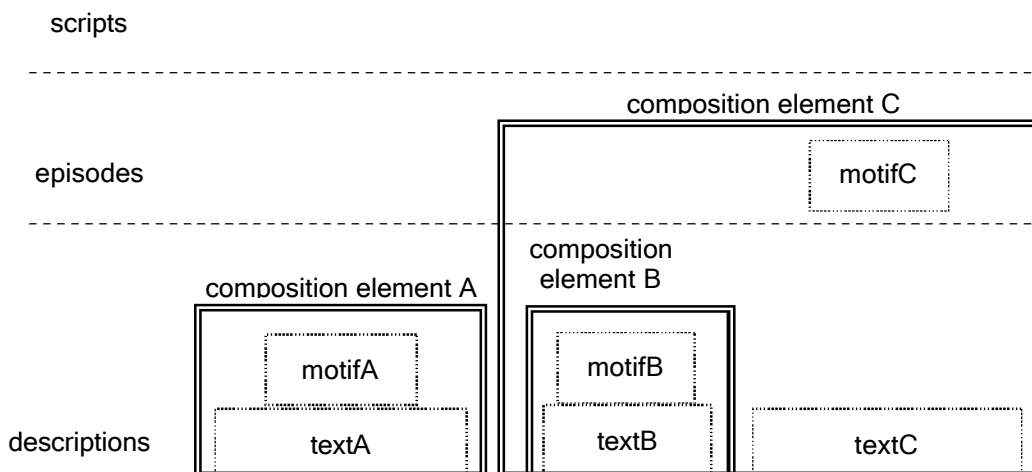 scripts
composition element C
episodes
motifC
composition
element B
composition element A
motifA
motifB
descriptions
textA
textB
textC